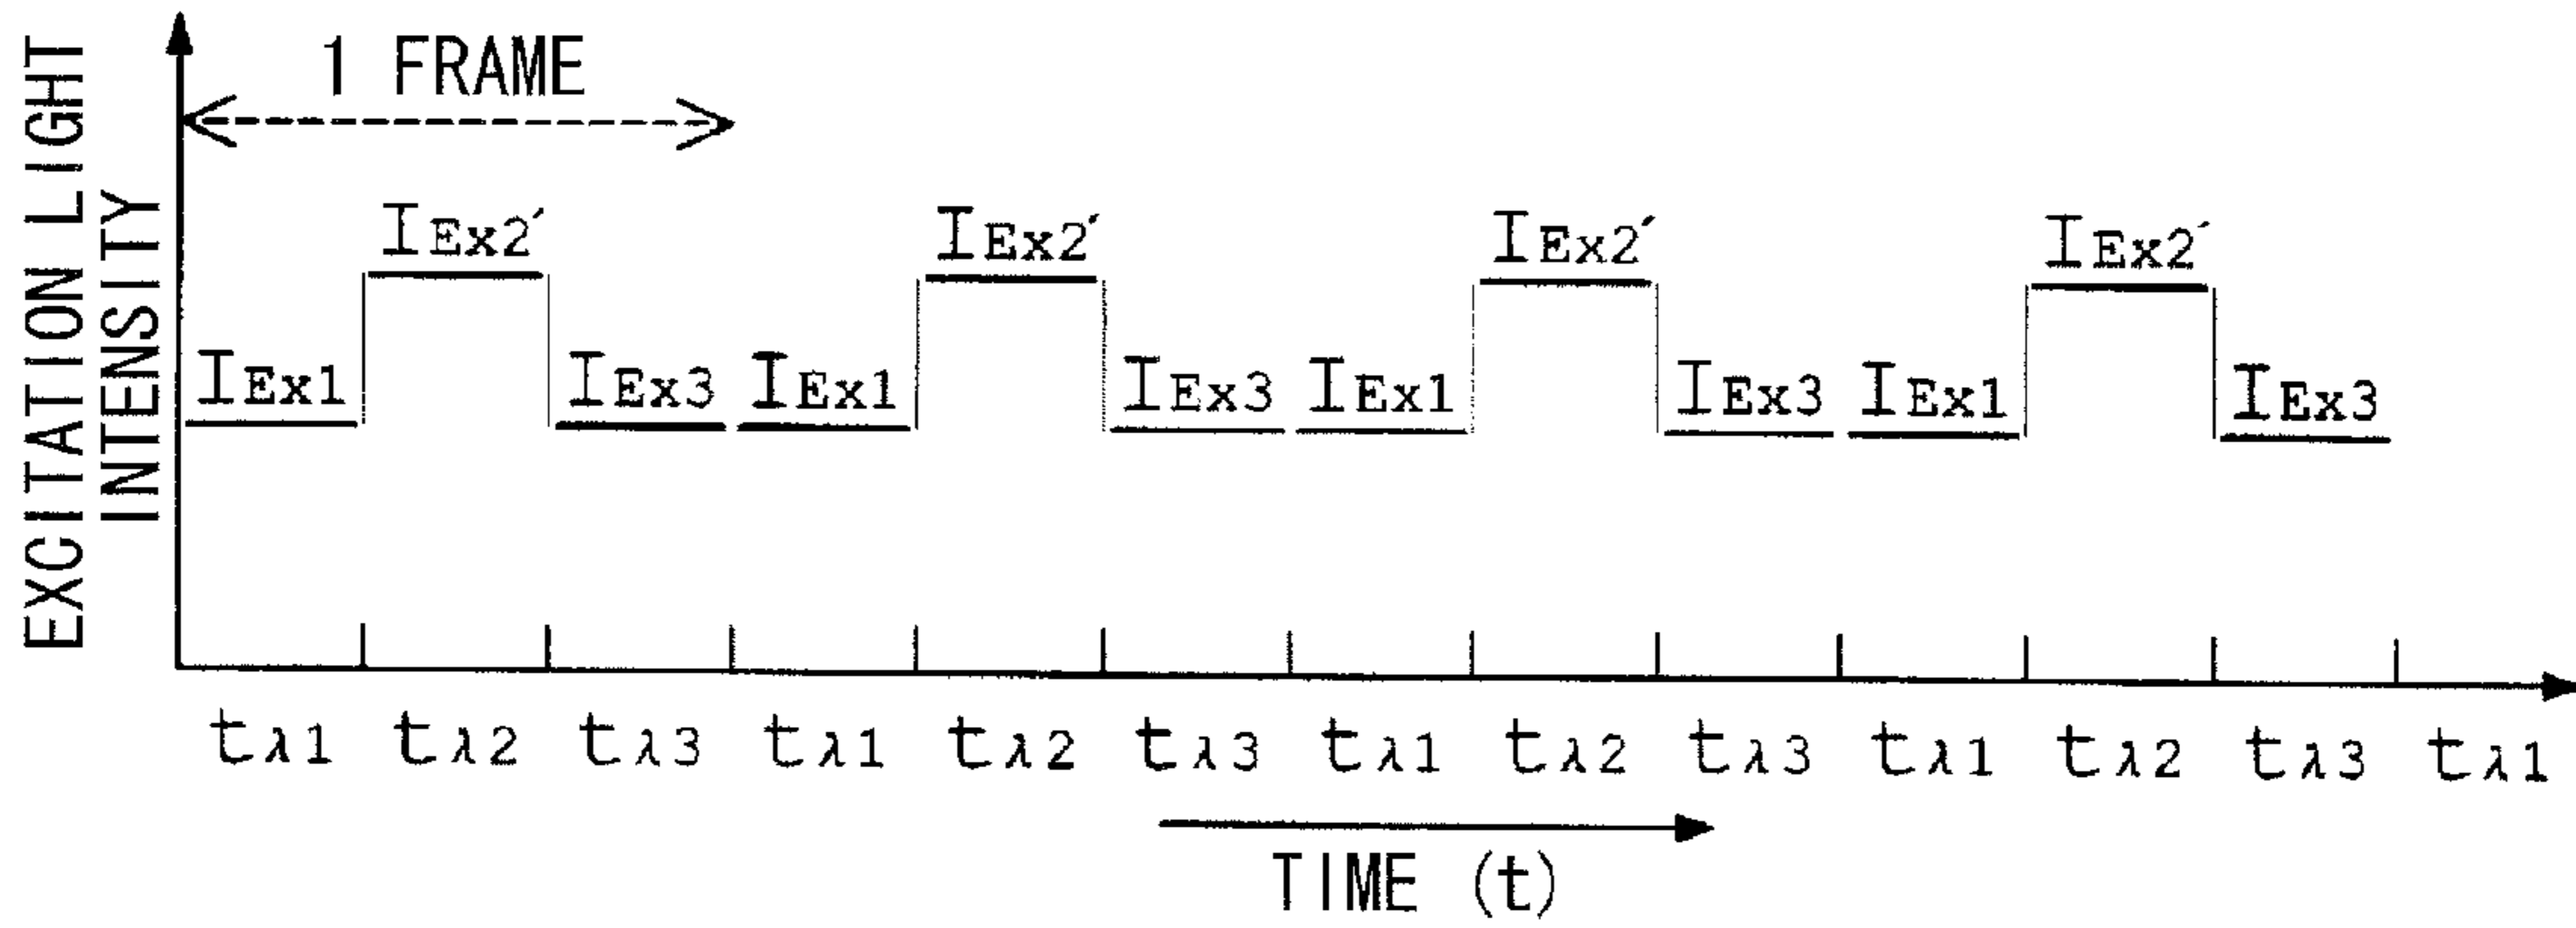 EXCITATION LIGHT
INTENSITY
1 FRAME
IEx2′ IEx2′ IEx2′ IEx2′
IEx1 IEx3 IEx1 IEx3 IEx1 IEx3 IEx1 IEx3
tλ1 tλ2 tλ3 tλ1 tλ2 tλ3 tλ1 tλ2 tλ3 tλ1 tλ2 tλ3 tλ1
TIME (t)